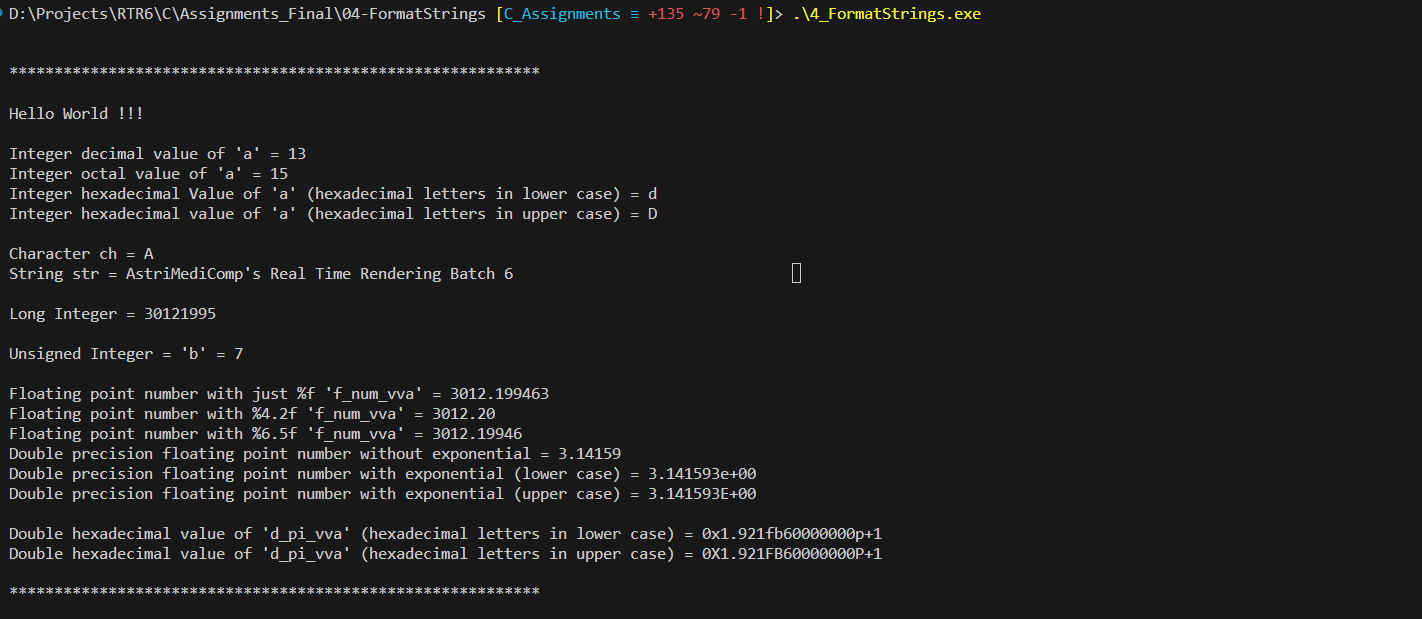 D:\Projects\RTR6\C\Assignments_Final\04-FormatStrings [C_Assignments ≡ +135 ~79 -1 !]> .\4_FormatStrings.exe
***********************************************************
Hello World !!!
Integer decimal value of 'a' = 13
Integer octal value of 'a' = 15
Integer hexadecimal Value of 'a' (hexadecimal letters in lower case) = d
Integer hexadecimal value of 'a' (hexadecimal letters in upper case) = D
Character ch = A
String str = AstriMediComp's Real Time Rendering Batch 6
Long Integer = 30121995
Unsigned Integer = 'b' = 7
Floating point number with just %f 'f_num_vva' = 3012.199463
Floating point number with %4.2f 'f_num_vva' = 3012.20
Floating point number with %6.5f 'f_num_vva' = 3012.19946
Double precision floating point number without exponential = 3.14159
Double precision floating point number with exponential (lower case) = 3.141593e+00
Double precision floating point number with exponential (upper case) = 3.141593E+00
Double hexadecimal value of 'd_pi_vva' (hexadecimal letters in lower case) = 0x1.921fb60000000p+1
Double hexadecimal value of 'd_pi_vva' (hexadecimal letters in upper case) = 0X1.921FB60000000P+1
***********************************************************